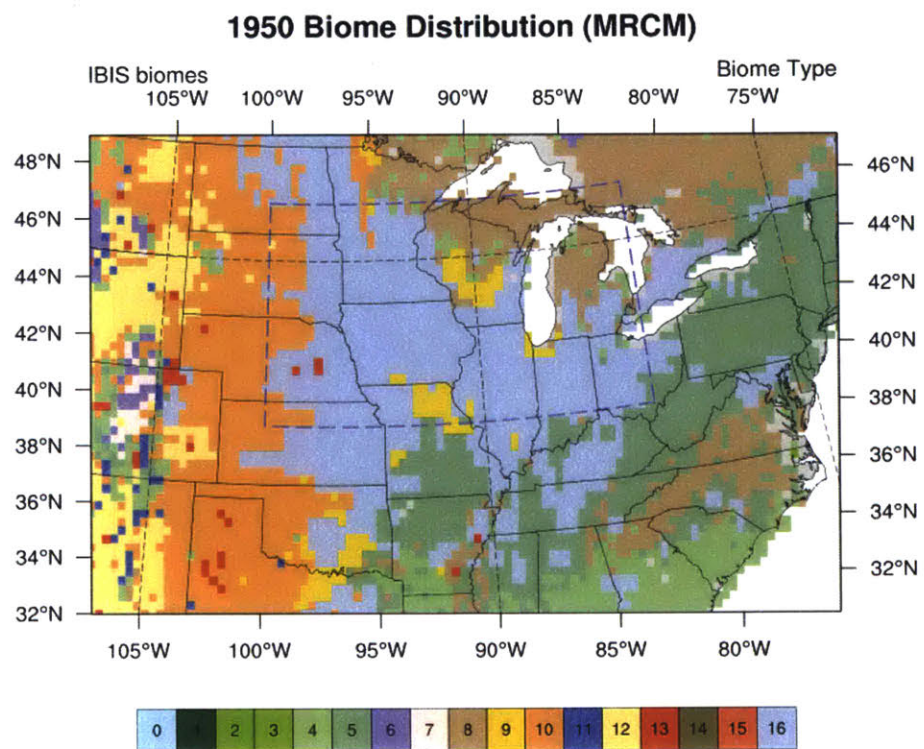 1950 Biome Distribution (MRCM)
IBIS biomes
Biome Type
105°W 100°W 95°W 90°W 85°W 80°W 75°W
48°N 46°N
46°N 44°N
44°N 42°N
42°N 40°N
40°N 38°N
38°N 36°N
36°N 34°N
34°N 32°N
32°N
105°W 100°W 95°W 90°W 85°W 80°W
0 1 2 3 4 5 6 7 8 9 10 11 12 13 14 15 16